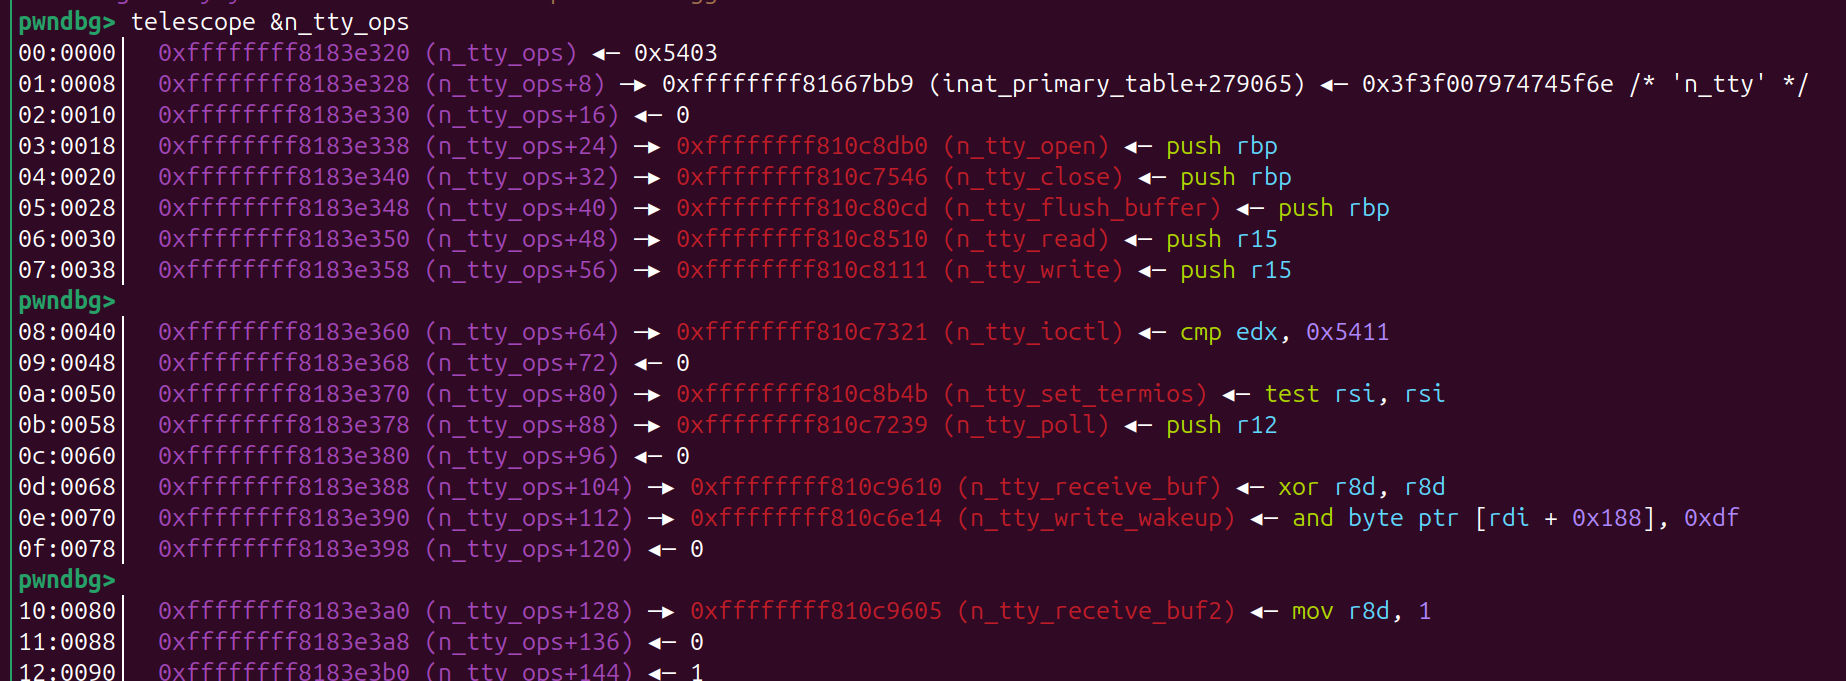 pwndbg> telescope &n_tty_ops
00:0000│  0xffffffff8183e320 (n_tty_ops) ◂— 0x5403
01:0008│  0xffffffff8183e328 (n_tty_ops+8) —▸ 0xffffffff81667bb9 (inat_primary_table+279065) ◂— 0x3f3f007974745f6e /* 'n_tty' */
02:0010│  0xffffffff8183e330 (n_tty_ops+16) ◂— 0
03:0018│  0xffffffff8183e338 (n_tty_ops+24) —▸ 0xffffffff810c8db0 (n_tty_open) ◂— push rbp
04:0020│  0xffffffff8183e340 (n_tty_ops+32) —▸ 0xffffffff810c7546 (n_tty_close) ◂— push rbp
05:0028│  0xffffffff8183e348 (n_tty_ops+40) —▸ 0xffffffff810c80cd (n_tty_flush_buffer) ◂— push rbp
06:0030│  0xffffffff8183e350 (n_tty_ops+48) —▸ 0xffffffff810c8510 (n_tty_read) ◂— push r15
07:0038│  0xffffffff8183e358 (n_tty_ops+56) —▸ 0xffffffff810c8111 (n_tty_write) ◂— push r15
pwndbg>
08:0040│  0xffffffff8183e360 (n_tty_ops+64) —▸ 0xffffffff810c7321 (n_tty_ioctl) ◂— cmp edx, 0x5411
09:0048│  0xffffffff8183e368 (n_tty_ops+72) ◂— 0
0a:0050│  0xffffffff8183e370 (n_tty_ops+80) —▸ 0xffffffff810c8b4b (n_tty_set_termios) ◂— test rsi, rsi
0b:0058│  0xffffffff8183e378 (n_tty_ops+88) —▸ 0xffffffff810c7239 (n_tty_poll) ◂— push r12
0c:0060│  0xffffffff8183e380 (n_tty_ops+96) ◂— 0
0d:0068│  0xffffffff8183e388 (n_tty_ops+104) —▸ 0xffffffff810c9610 (n_tty_receive_buf) ◂— xor r8d, r8d
0e:0070│  0xffffffff8183e390 (n_tty_ops+112) —▸ 0xffffffff810c6e14 (n_tty_write_wakeup) ◂— and byte ptr [rdi + 0x188], 0xdf
0f:0078│  0xffffffff8183e398 (n_tty_ops+120) ◂— 0
pwndbg>
10:0080│  0xffffffff8183e3a0 (n_tty_ops+128) —▸ 0xffffffff810c9605 (n_tty_receive_buf2) ◂— mov r8d, 1
11:0088│  0xffffffff8183e3a8 (n_tty_ops+136) ◂— 0
12:0090│  0xffffffff8183e3b0 (n_tty_ops+144) ◂— 1